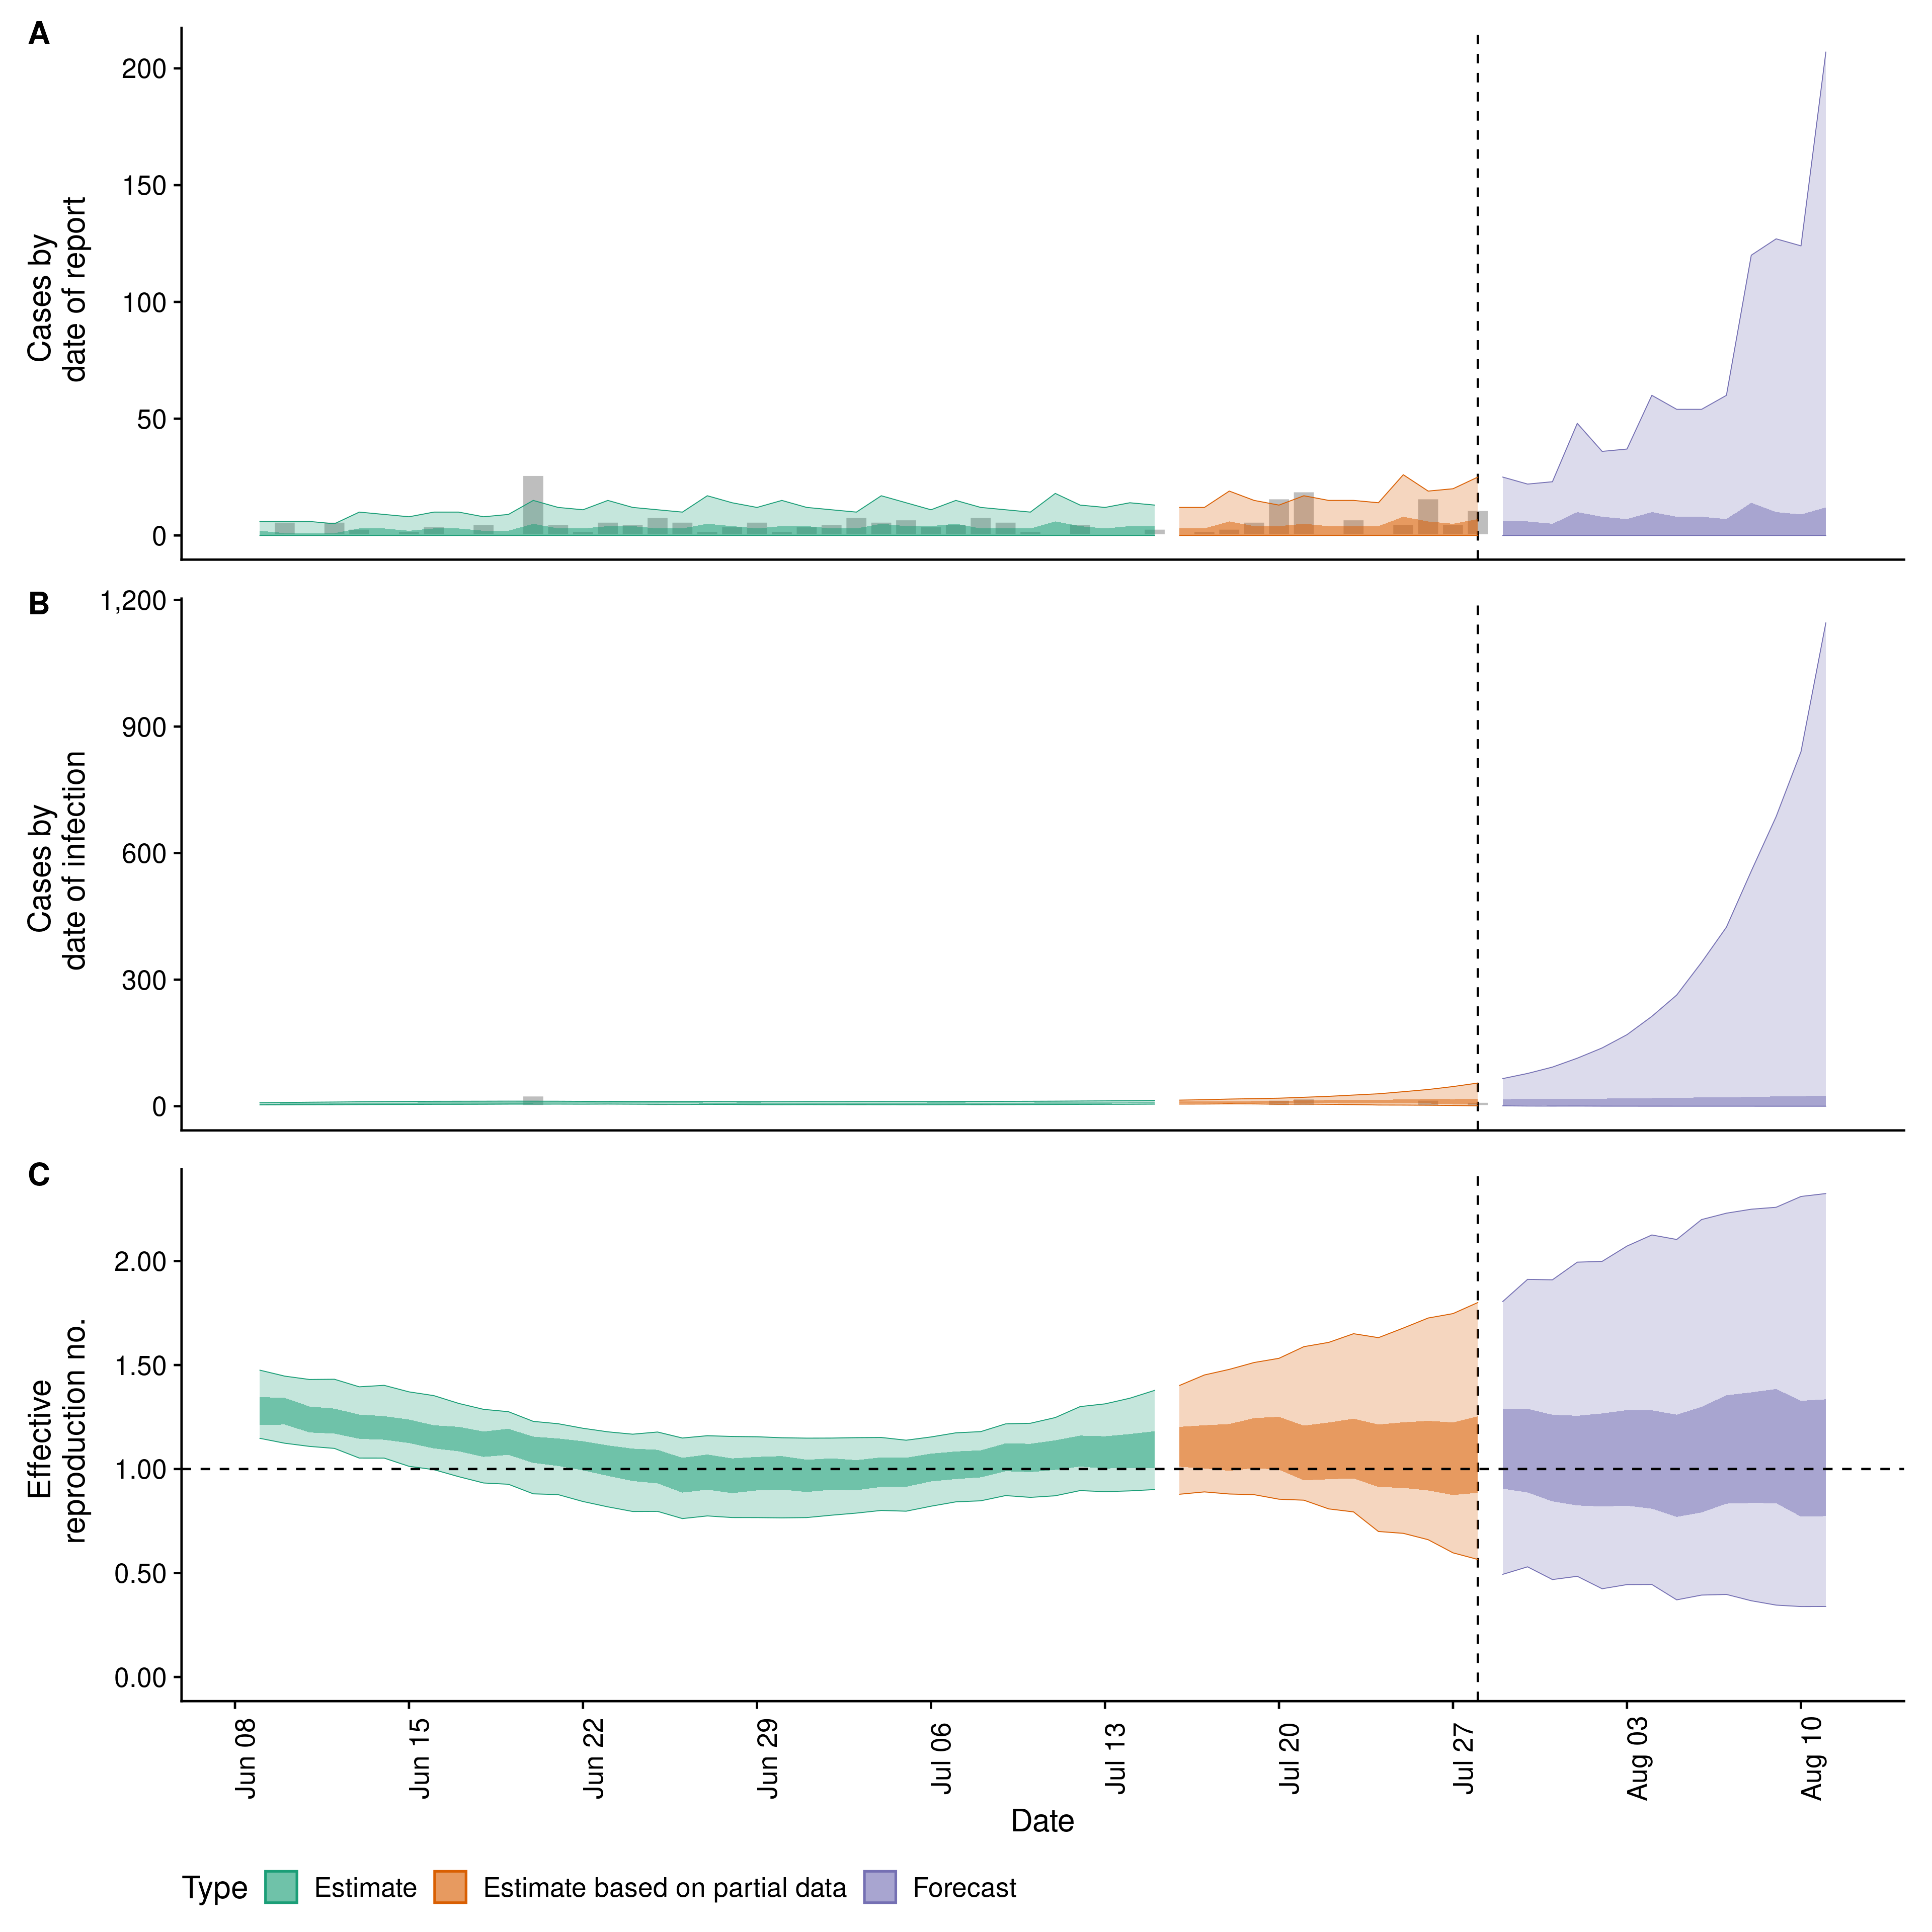 A
Cases by
date of report
200
150
100
50
0
B
Cases by
date of infection
1,200
900
600
300
0
C
Effective
reproduction no.
2.00
1.50
1.00
0.50
0.00
Jun 08
Jun 15
Jun 22
Jun 29
Jul 06
Jul 13
Jul 20
Jul 27
Aug 03
Aug 10
Date
Type Estimate Estimate based on partial data Forecast